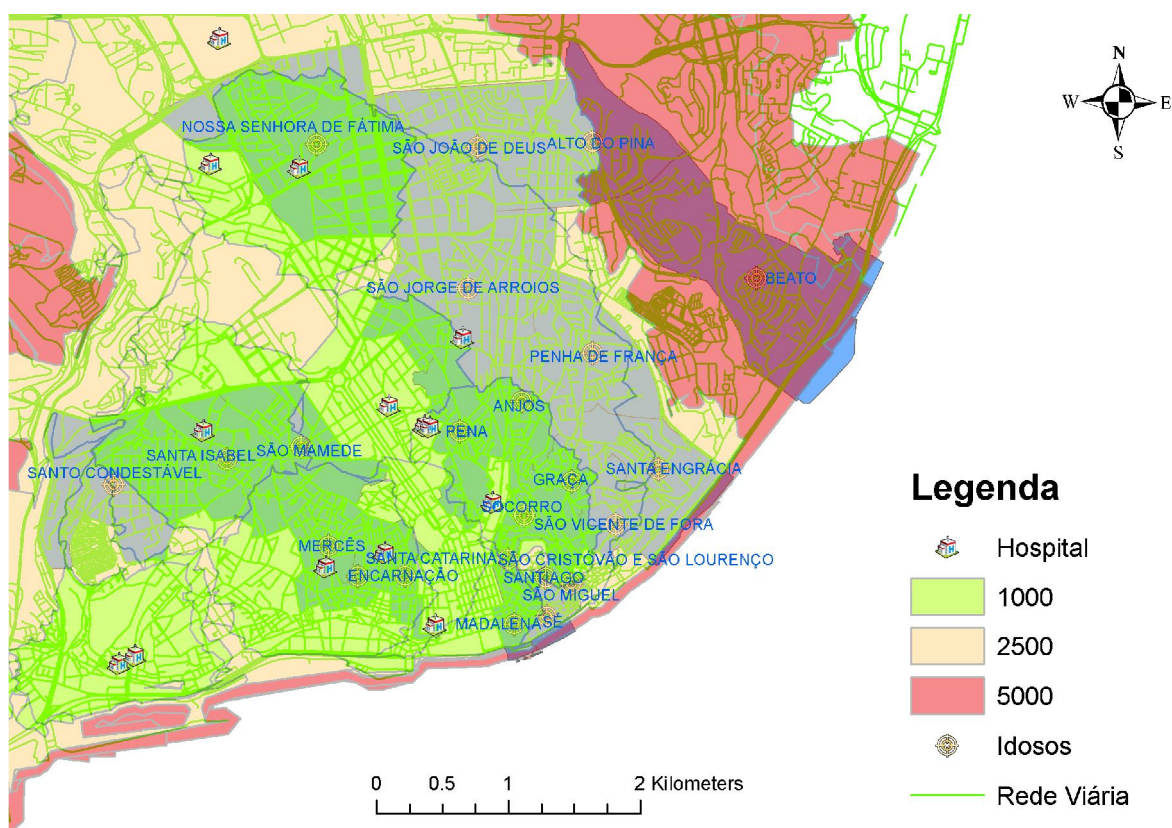 N
W E
S
NOSSA SENHORA DE FÁTIMA
SÃO JOÃO DE DEUS
ALTO DO PINA
BEATO
SÃO JORGE DE ARROIOS
PENHA DE FRANÇA
ANJOS
PENA
SANTA ISABEL
SÃO MAMEDE
SANTO CONDESTÁVEL
SANTA ENGRÁCIA
GRAÇA
SOCORRO
SÃO VICENTE DE FORA
MERCÊS
SANTA CATARINA
SÃO CRISTOVÃO E SÃO LOURENÇO
ENCARNAÇÃO
SANTIAGO
SÃO MIGUEL
MADALENA
SÉ
Legenda
Hospital
1000
2500
5000
Idosos
Rede Viária
0 0.5 1 2 Kilometers